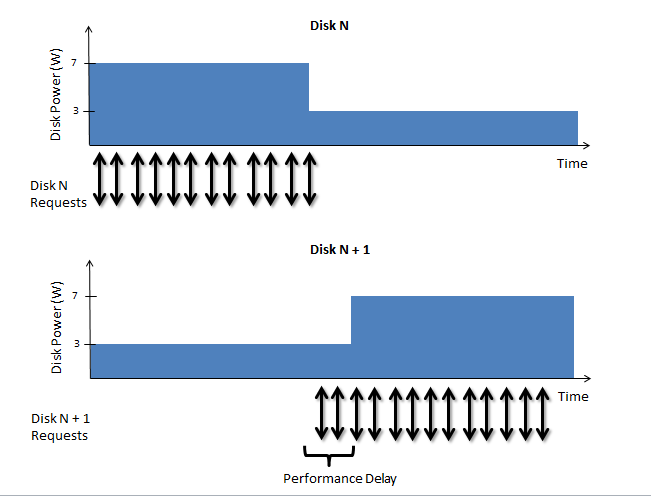 Disk N
Disk Power (W)
7
3
Time
Disk N
Requests
Disk N + 1
Disk Power (W)
7
3
Time
Disk N + 1
Requests
Performance Delay